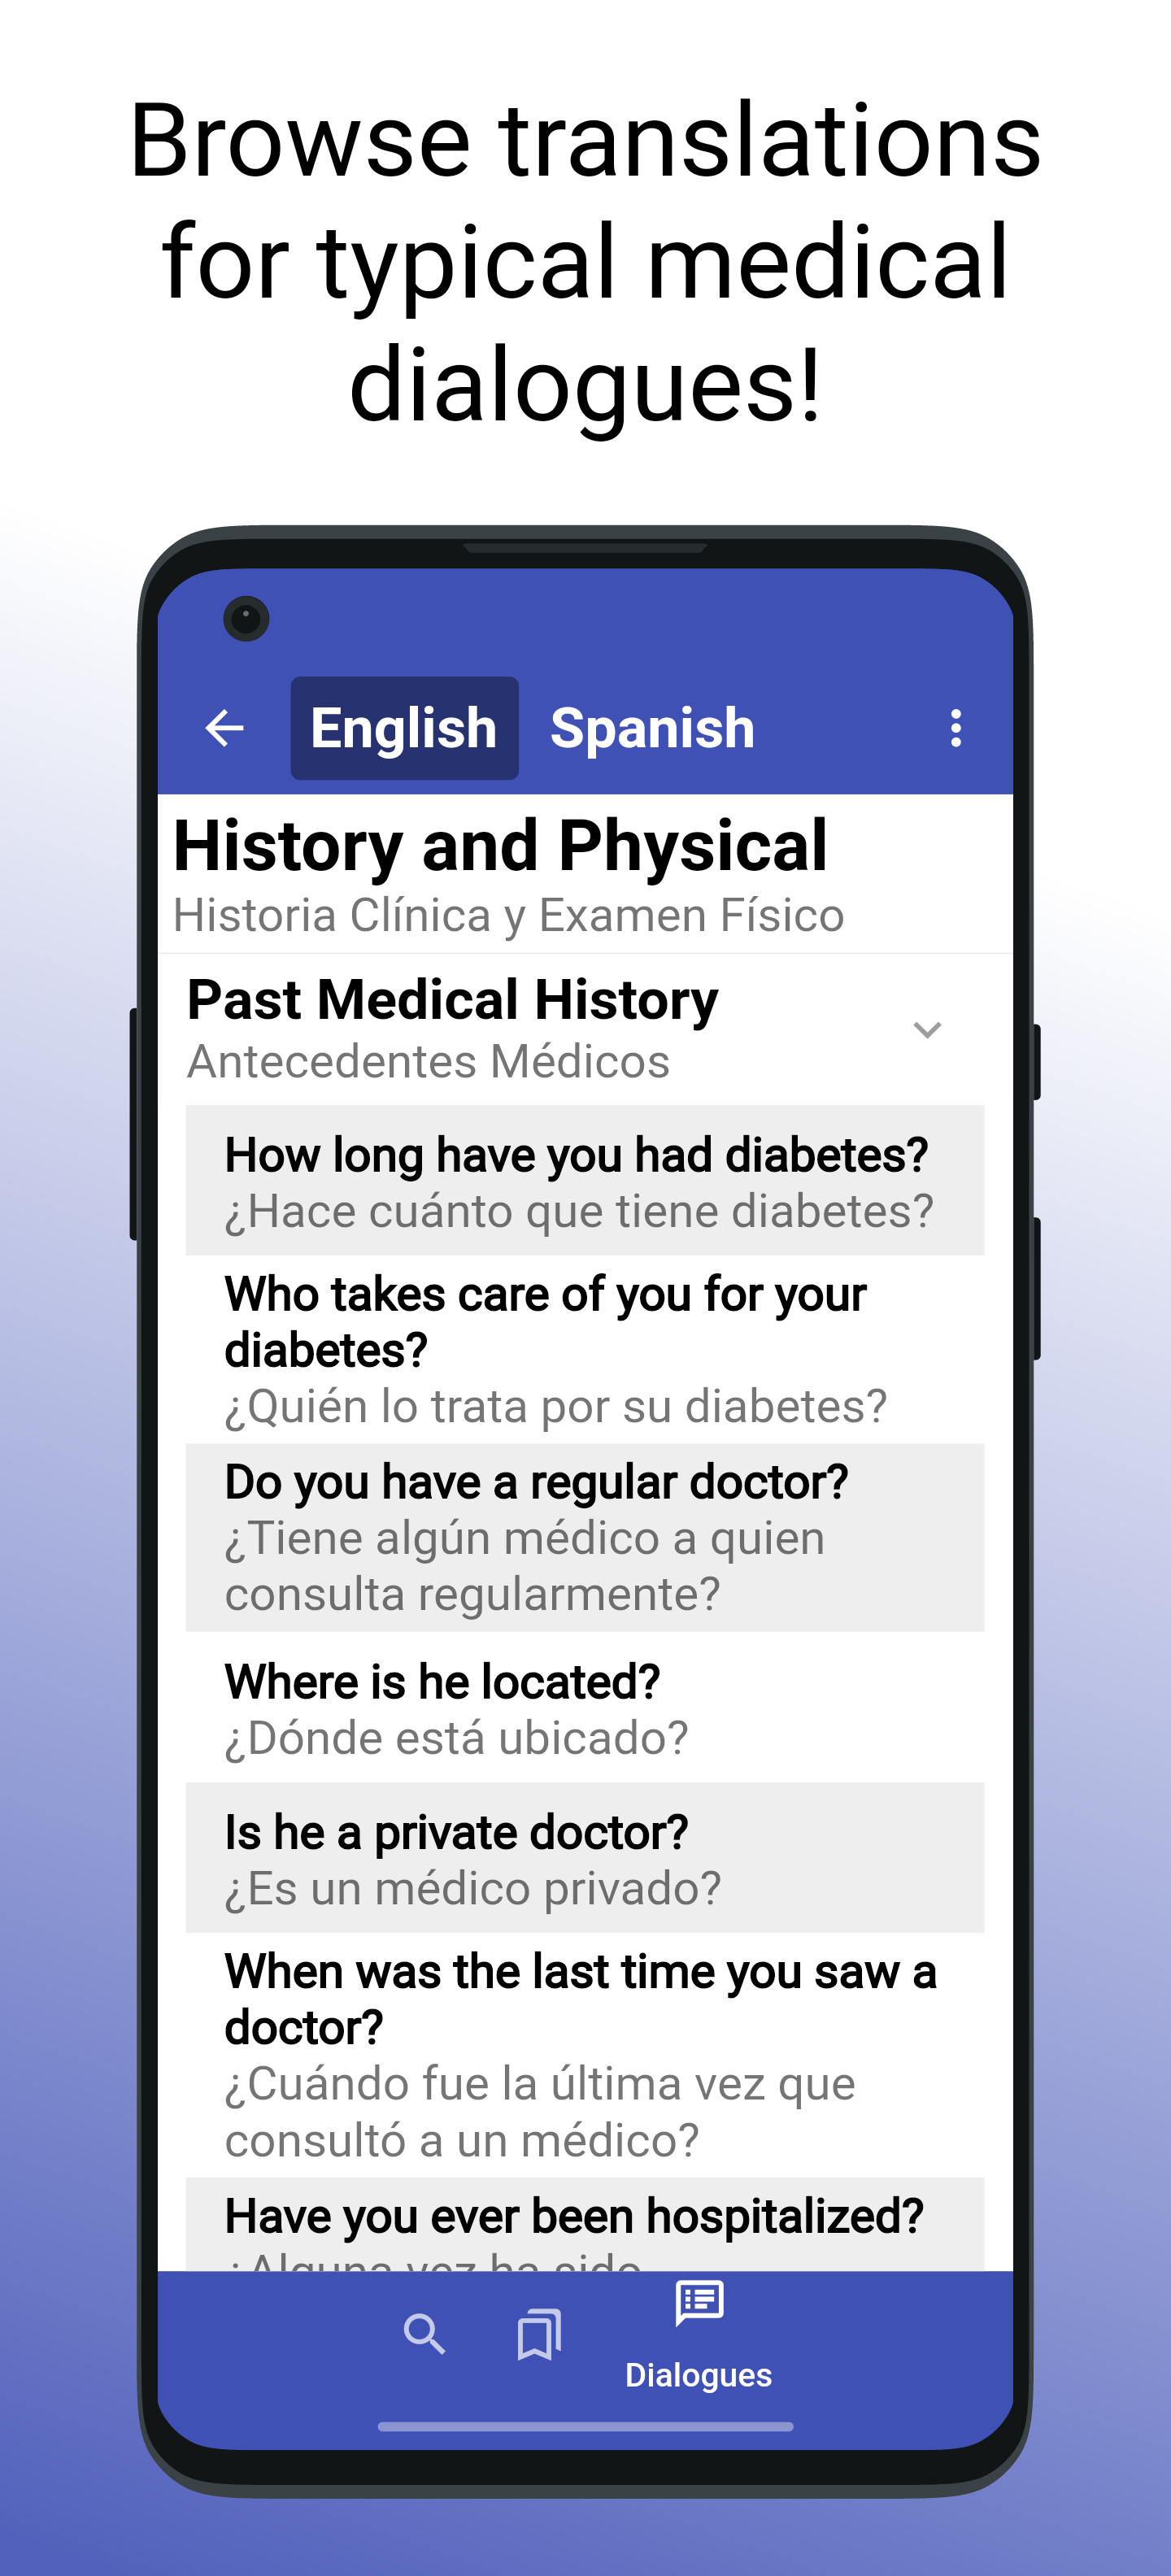 Browse translations
for typical medical
dialogues!
English Spanish
History and Physical
Historia Clínica y Examen Físico
Past Medical History
Antecedentes Médicos
How long have you had diabetes?
¿Hace cuánto que tiene diabetes?
Who takes care of you for your
diabetes?
¿Quién lo trata por su diabetes?
Do you have a regular doctor?
¿Tiene algún médico a quien
consulta regularmente?
Where is he located?
¿Dónde está ubicado?
Is he a private doctor?
¿Es un médico privado?
When was the last time you saw a
doctor?
¿Cuándo fue la última vez que
consultó a un médico?
Have you ever been hospitalized?
¿Alguna vez ha sido
Dialogues